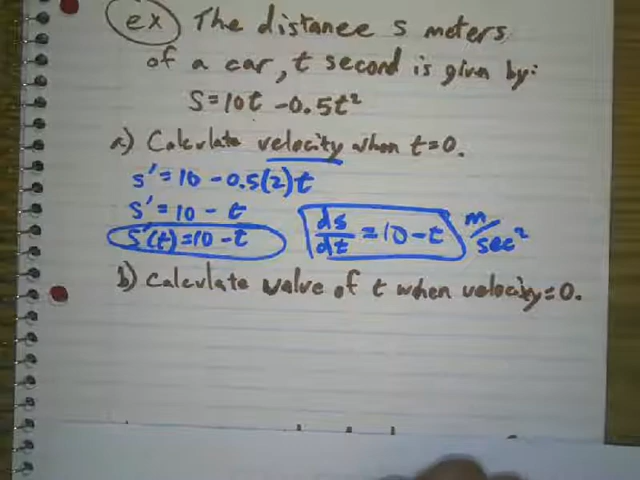 ex The distance s meters
of a car, t second is given by:
S = 10t - 0.5t²
a) Calculate velocity when t=0.
s' = 10 - 0.5(2)t
s' = 10 - t
s'(t) = 10 - t
ds/dt = 10 - t m/sec²
b) Calculate value of t when velocity = 0.